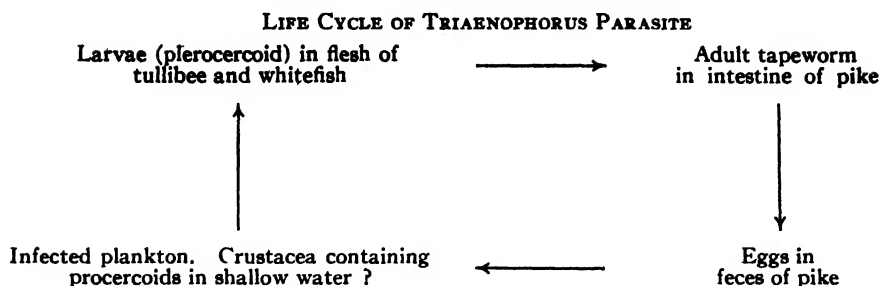 LIFE CYCLE OF TRIAENOPHORUS PARASITE
Larvae (plerocercoid) in flesh of
tullibee and whitefish
Adult tapeworm
in intestine of pike
Infected plankton. Crustacea containing
procercoids in shallow water ?
Eggs in
feces of pike